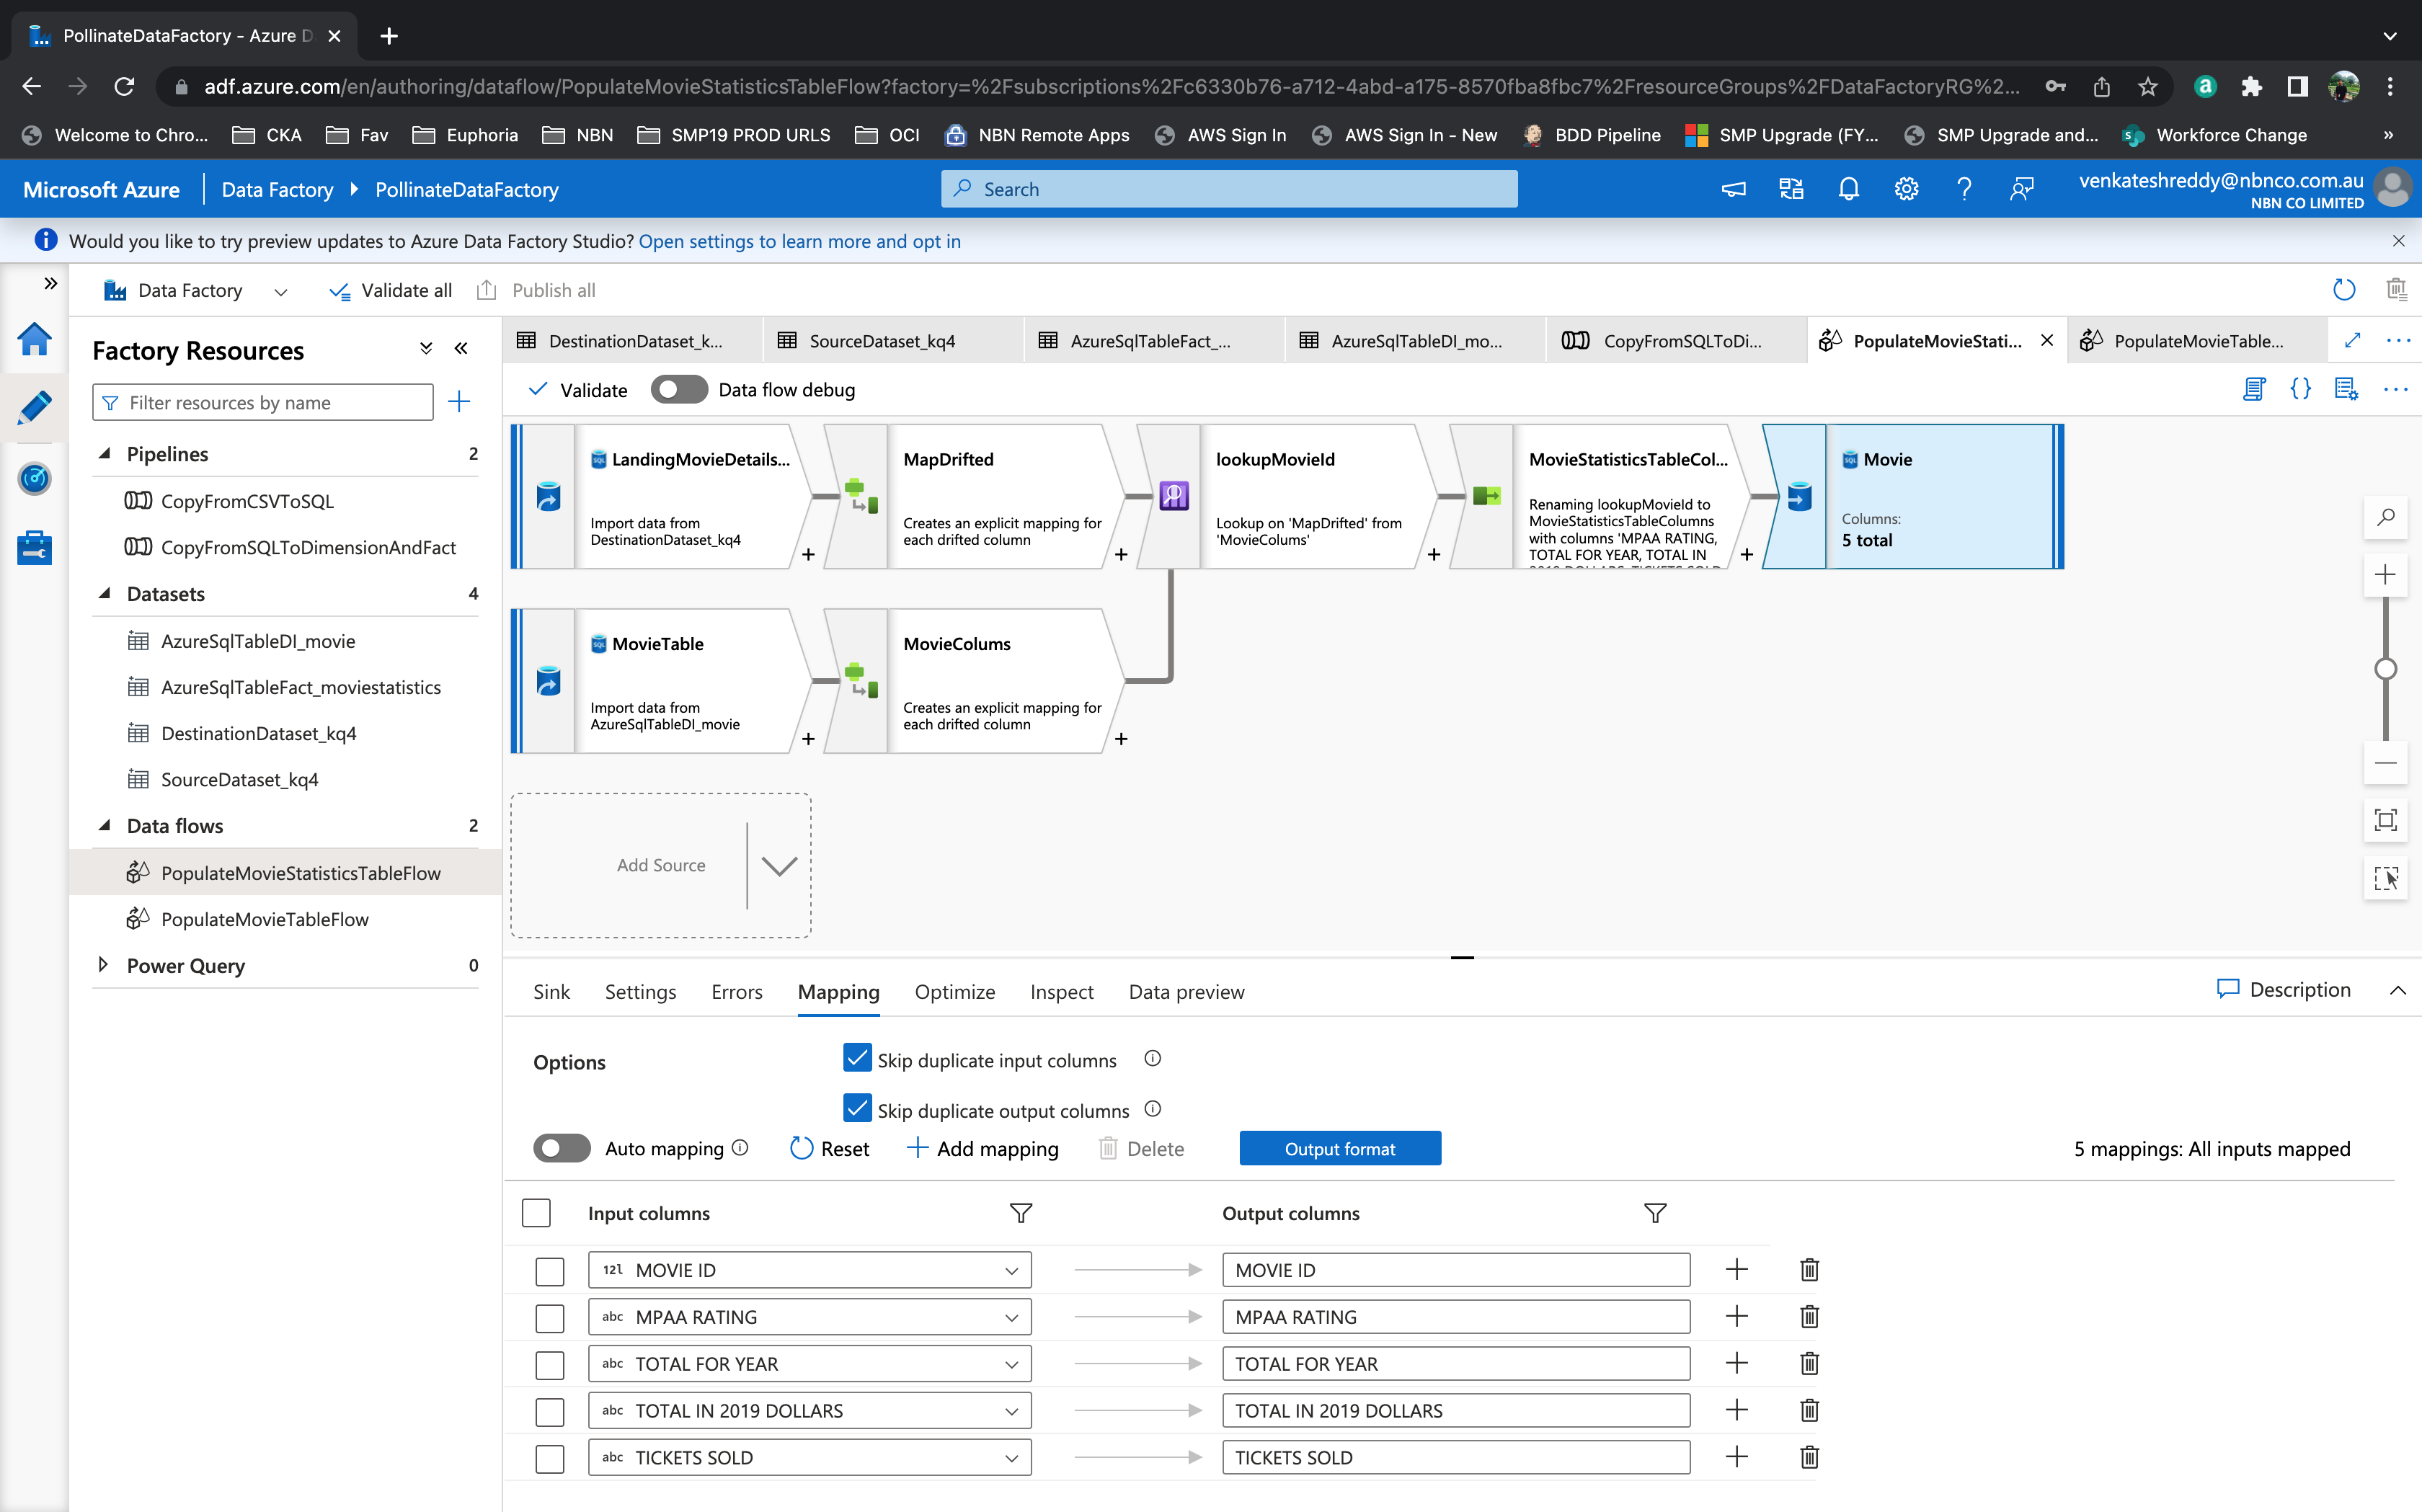 PollinateDataFactory - Azure D
adf.azure.com/en/authoring/dataflow/PopulateMovieStatisticsTableFlow?factory=%2Fsubscriptions%2Fc6330b76-a712-4abd-a175-8570fba8fbc7%2FresourceGroups%2FDataFactoryRG%2...
Welcome to Chro... CKA Fav Euphoria NBN SMP19 PROD URLS OCI NBN Remote Apps AWS Sign In AWS Sign In - New BDD Pipeline SMP Upgrade (FY... SMP Upgrade and... Workforce Change »
Microsoft Azure Data Factory PollinateDataFactory Search venkateshreddy@nbnco.com.au
NBN CO LIMITED
Would you like to try preview updates to Azure Data Factory Studio? Open settings to learn more and opt in
Data Factory Validate all Publish all
Factory Resources
Filter resources by name
Pipelines 2
CopyFromCSVToSQL
CopyFromSQLToDimensionAndFact
Datasets 4
AzureSqlTableDI_movie
AzureSqlTableFact_moviestatistics
DestinationDataset_kq4
SourceDataset_kq4
Data flows 2
PopulateMovieStatisticsTableFlow
PopulateMovieTableFlow
Power Query 0
DestinationDataset_k... SourceDataset_kq4 AzureSqlTableFact_... AzureSqlTableDI_mo... CopyFromSQLToDi... PopulateMovieStati... PopulateMovieTable...
Validate Data flow debug
LandingMovieDetails...
Import data from
DestinationDataset_kq4
MapDrifted
Creates an explicit mapping for
each drifted column
lookupMovieId
Lookup on 'MapDrifted' from
'MovieColums'
MovieStatisticsTableCol...
Renaming lookupMovieId to
MovieStatisticsTableColumns
with columns 'MPAA RATING,
TOTAL FOR YEAR, TOTAL IN
2019 DOLLARS, TICKETS SOLD
Movie
Columns:
5 total
MovieTable
Import data from
AzureSqlTableDI_movie
MovieColums
Creates an explicit mapping for
each drifted column
Add Source
Sink Settings Errors Mapping Optimize Inspect Data preview Description
Options
Skip duplicate input columns
Skip duplicate output columns
Auto mapping Reset Add mapping Delete Output format 5 mappings: All inputs mapped
Input columns Output columns
12l MOVIE ID MOVIE ID
abc MPAA RATING MPAA RATING
abc TOTAL FOR YEAR TOTAL FOR YEAR
abc TOTAL IN 2019 DOLLARS TOTAL IN 2019 DOLLARS
abc TICKETS SOLD TICKETS SOLD